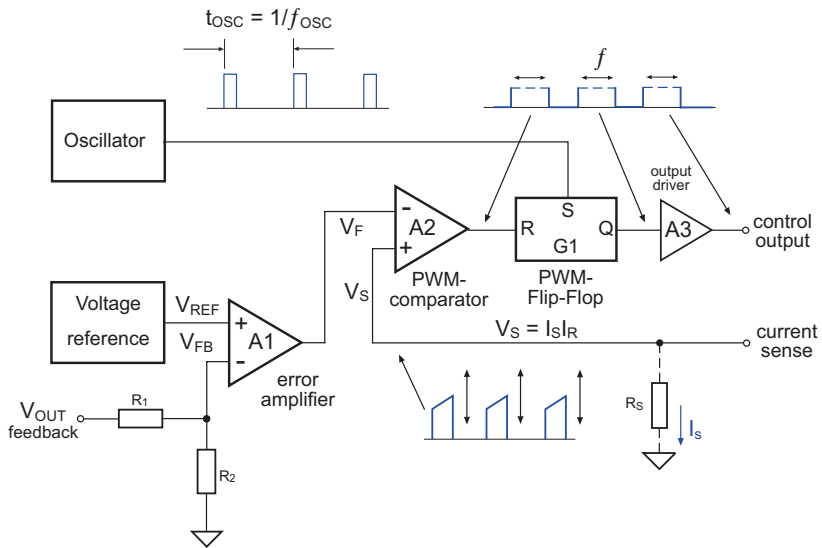 tOSC = 1/fOSC
f
Oscillator
output
driver
S
R
Q
G1
A3
control
output
-
A2
+
VF
VS
PWM-
comparator
PWM-
Flip-Flop
Voltage
reference
VREF
VFB
+
A1
-
error
amplifier
VS = ISIR
current
sense
VOUT
feedback
R1
R2
RS
Is